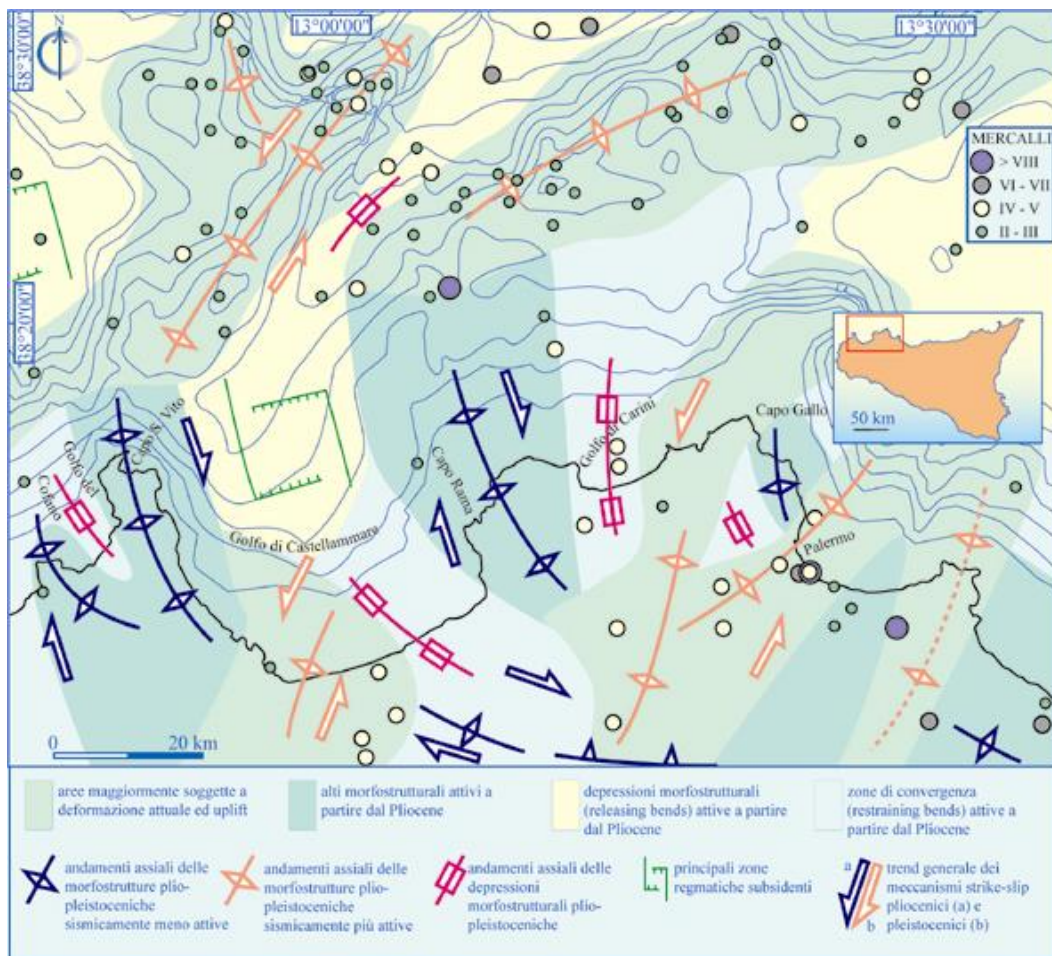 13°00'00"
13°30'00"
N
38°30'00"
38°20'00"
MERCALLI
> VIII
VI - VII
IV - V
II - III
50 km
Capo S. Vito
Golfo del
Cofano
Golfo di Castellammare
Capo Rama
Golfo di Carini
Capo Gallo
Palermo
0 20 km
aree maggiormente soggette a
deformazione attuale ed uplift
alti morfostrutturali attivi a
partire dal Pliocene
depressioni morfostrutturali
(releasing bends) attive a partire
dal Pliocene
zone di convergenza
(restraining bends) attive a
partire dal Pliocene
andamenti assiali delle
morfostrutture plio-
pleistoceniche
sismicamente meno attive
andamenti assiali delle
morfostrutture plio-
pleistoceniche
sismicamente più attive
andamenti assiali delle
depressioni
morfostrutturali plio-
pleistoceniche
principali zone
regmatiche subsidenti
a
b
trend generale dei
meccanismi strike-slip
pliocenici (a) e
pleistocenici (b)